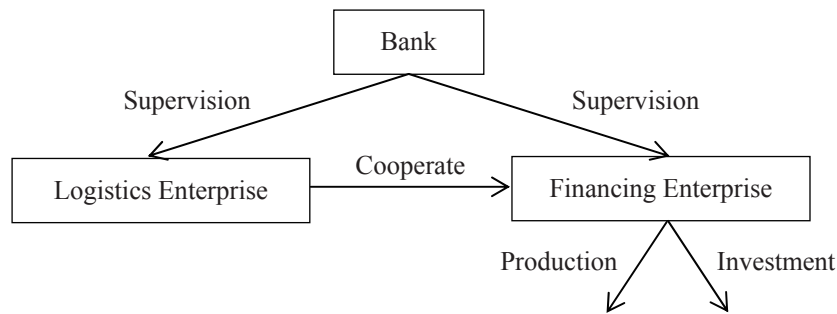 Bank
Supervision
Supervision
Logistics Enterprise
Cooperate
Financing Enterprise
Production
Investment